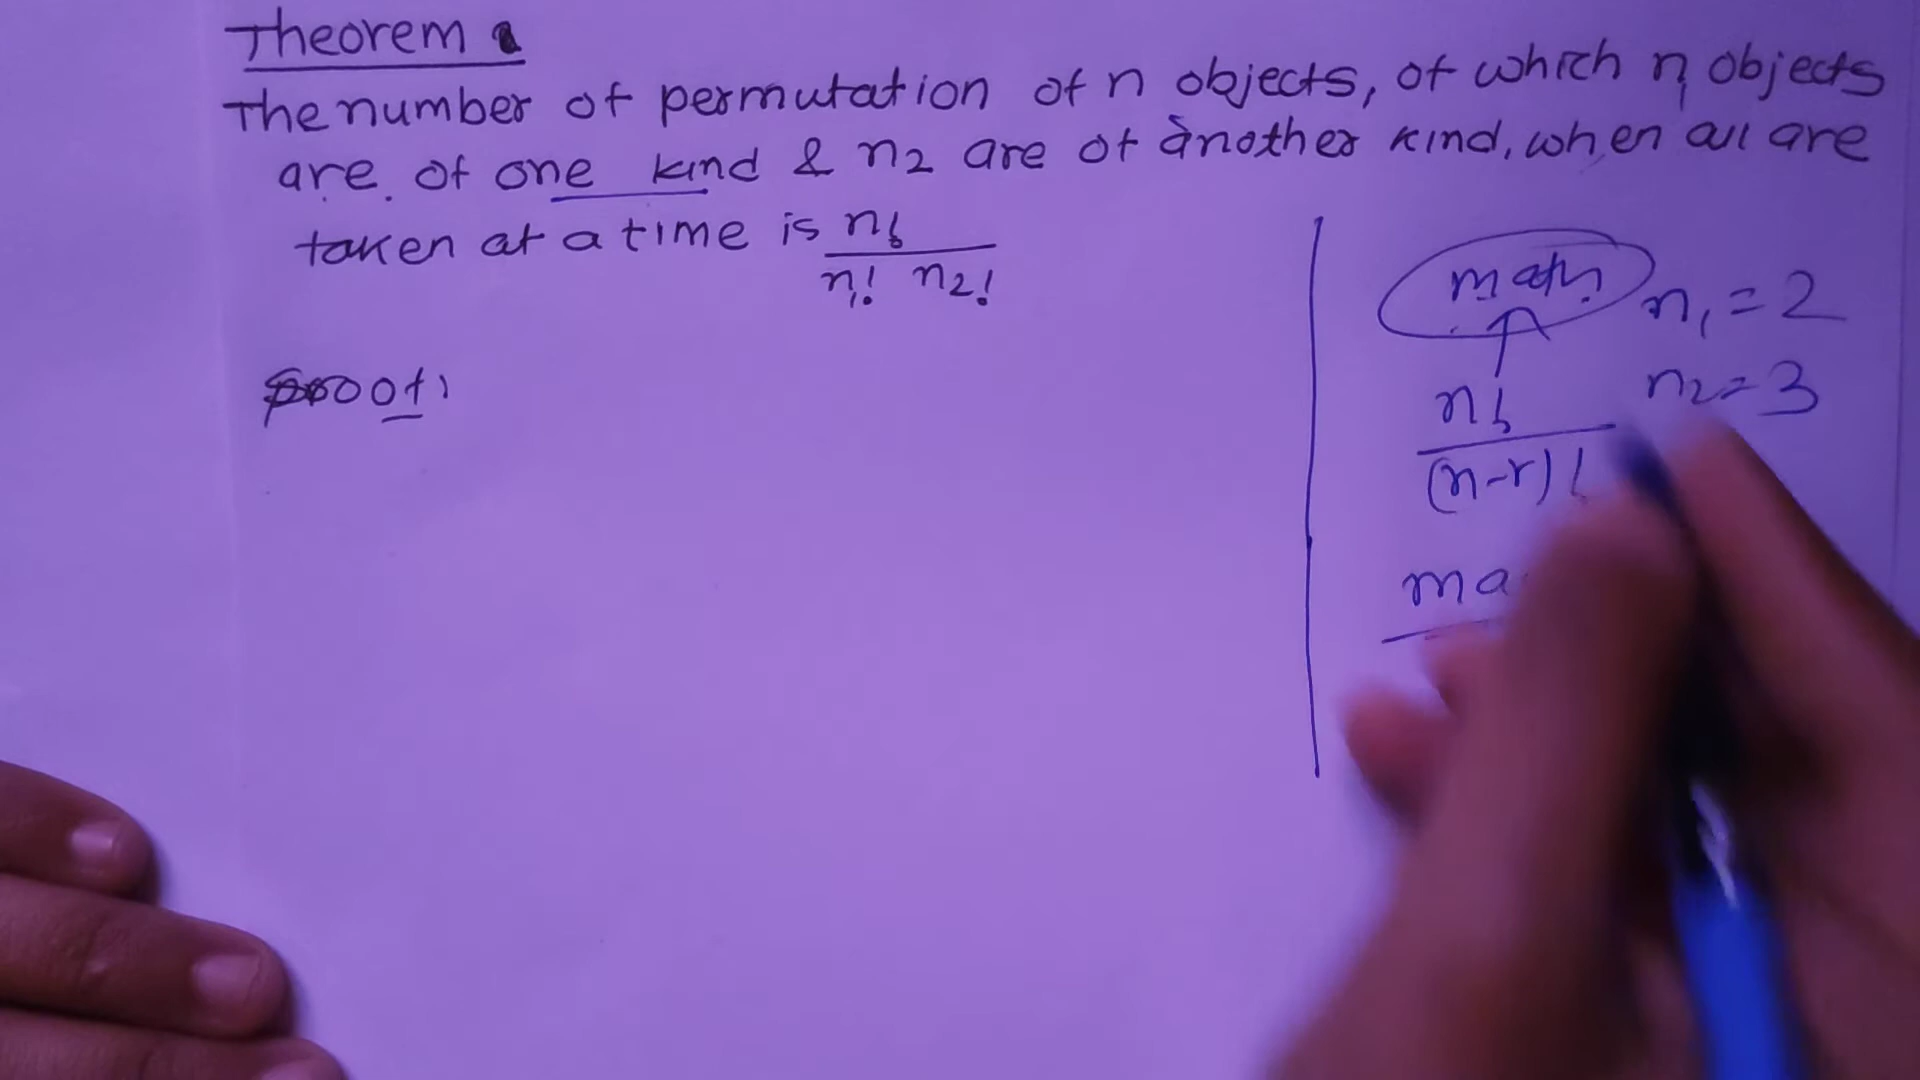 Theorem
The number of permutation of n objects, of which n1 objects
are of one kind & n2 are of another kind, when all are
taken at a time is n!
n1! n2!
proof:
math n1 = 2
n2 = 3
n!
(n-r)!
ma